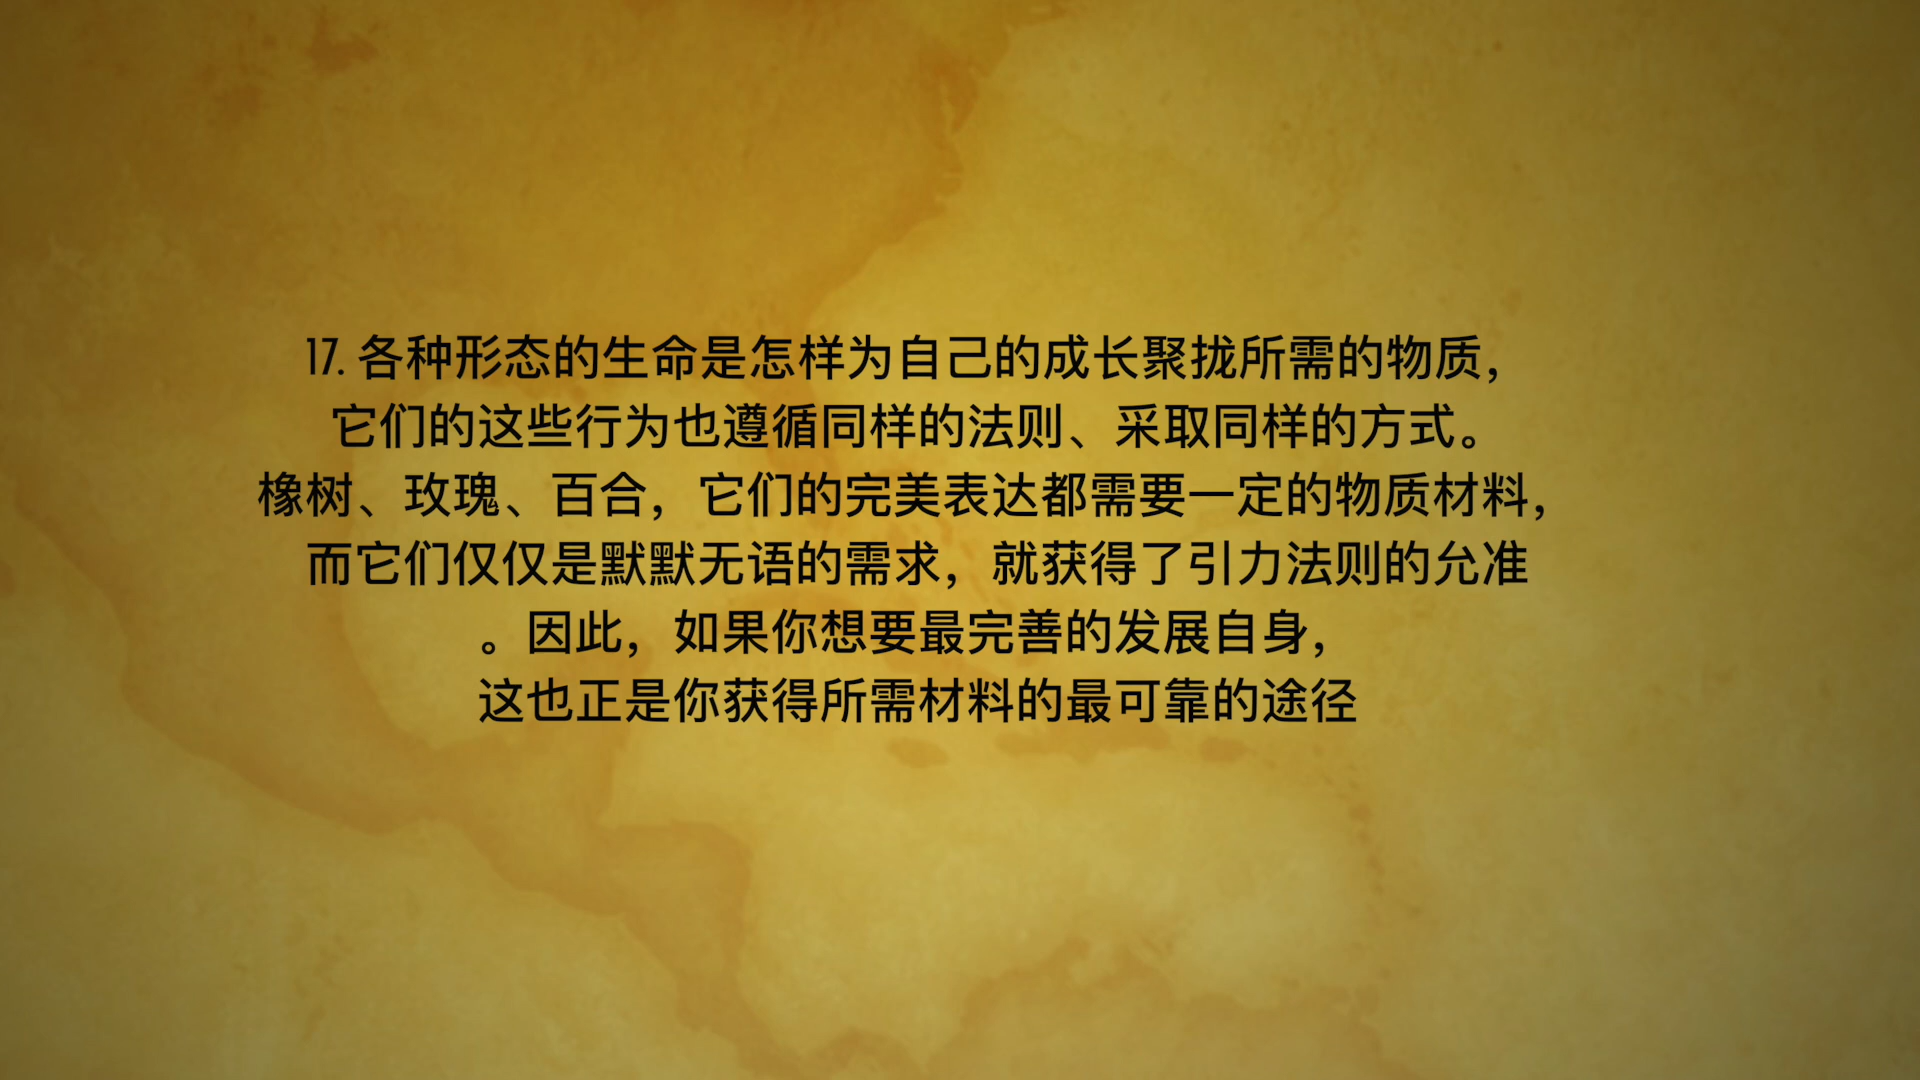 17. 各种形态的生命是怎样为自己的成长聚拢所需的物质，
它们的这些行为也遵循同样的法则、采取同样的方式。
橡树、玫瑰、百合，它们的完美表达都需要一定的物质材料，
而它们仅仅是默默无语的需求，就获得了引力法则的允准
。因此，如果你想要最完善的发展自身，
这也正是你获得所需材料的最可靠的途径